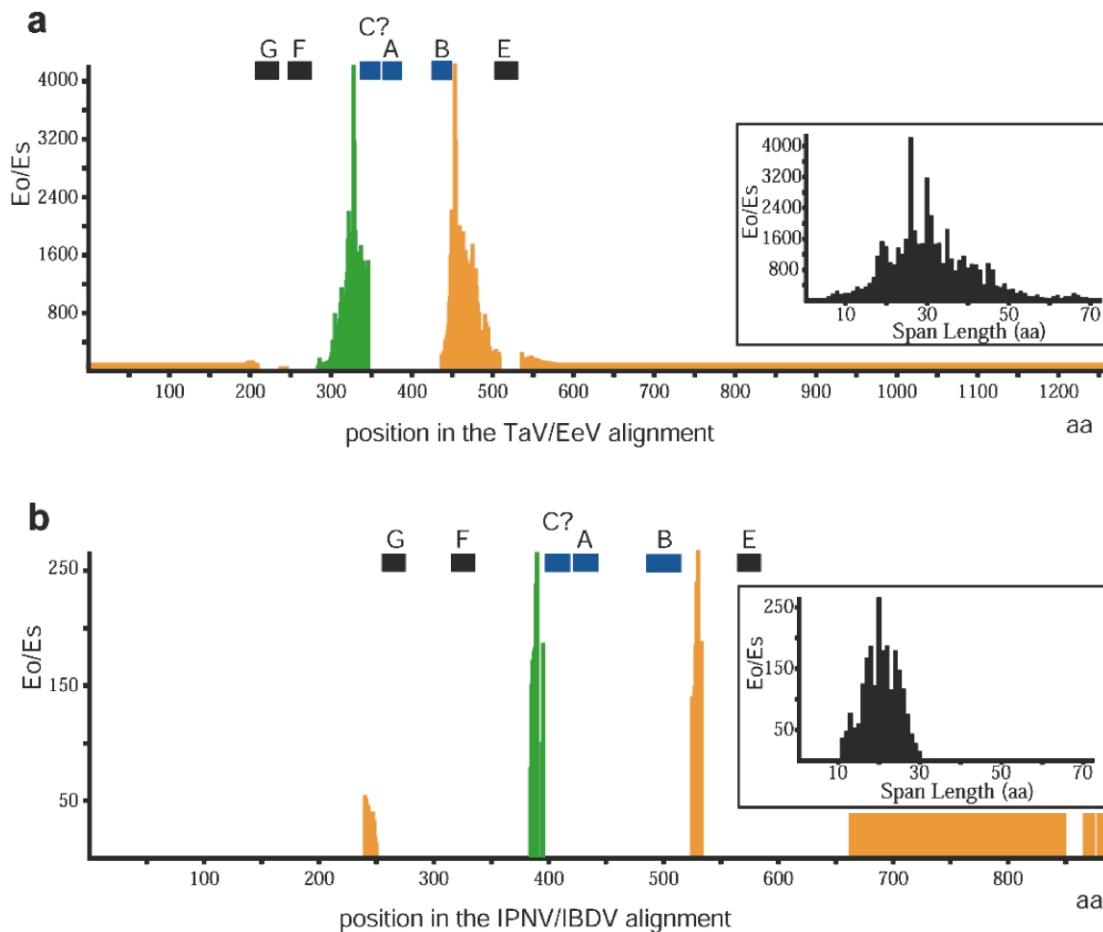 a
C?
G F A B E
4000
3200
2400
1600
800
Eo/Es
100 200 300 400 500 600 700 800 900 1000 1100 1200
aa
position in the TaV/EeV alignment
4000
3200
2400
1600
800
Eo/Es
10 30 50 70
Span Length (aa)
b
C?
G F A B E
250
150
50
Eo/Es
100 200 300 400 500 600 700 800
aa
position in the IPNV/IBDV alignment
250
150
50
Eo/Es
10 30 50 70
Span Length (aa)